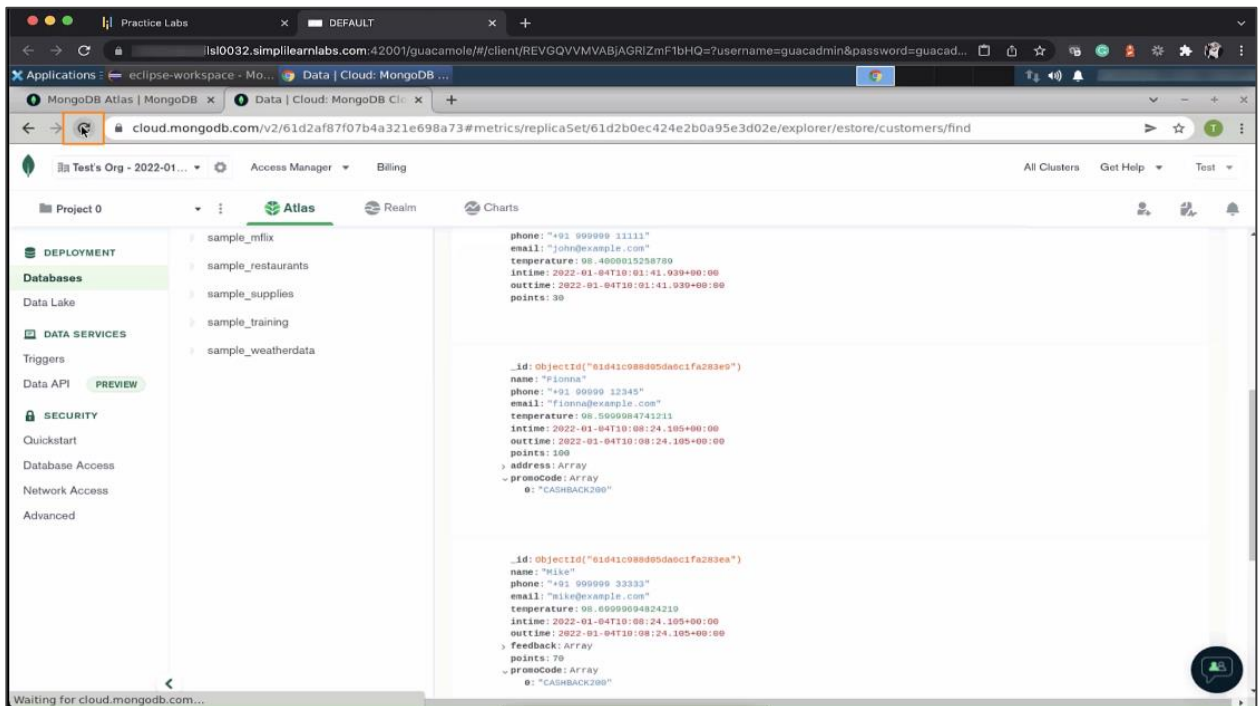 Practice Labs
DEFAULT
ilsl0032.simplilearnlabs.com:42001/guacamole/#/client/REVGQVVMVABjAGRlZmF1bHQ=?username=guacadmin&password=guacad...
Applications
eclipse-workspace - Mo...
Data | Cloud: MongoDB ...
MongoDB Atlas | MongoDB
Data | Cloud: MongoDB Clo
cloud.mongodb.com/v2/61d2af87f07b4a321e698a73#metrics/replicaSet/61d2b0ec424e2b0a95e3d02e/explorer/estore/customers/find
T
Test's Org - 2022-01...
Access Manager
Billing
All Clusters
Get Help
Test
Project 0
Atlas
Realm
Charts
DEPLOYMENT
Databases
Data Lake
DATA SERVICES
Triggers
Data API PREVIEW
SECURITY
Quickstart
Database Access
Network Access
Advanced
sample_mflix
sample_restaurants
sample_supplies
sample_training
sample_weatherdata
phone: "+91 999999 11111"
email: "john@example.com"
temperature: 98.4000015258789
intime: 2022-01-04T10:01:41.939+00:00
outtime: 2022-01-04T10:01:41.939+00:00
points: 30
_id: ObjectId("61d41c988d05da6c1fa283e9")
name: "Fionna"
phone: "+91 99999 12345"
email: "fionna@example.com"
temperature: 98.5999984741211
intime: 2022-01-04T10:08:24.105+00:00
outtime: 2022-01-04T10:08:24.105+00:00
points: 100
address: Array
promoCode: Array
0: "CASHBACK200"
_id: ObjectId("61d41c988d05da6c1fa283ea")
name: "Mike"
phone: "+91 999999 33333"
email: "mike@example.com"
temperature: 98.69999694824219
intime: 2022-01-04T10:08:24.105+00:00
outtime: 2022-01-04T10:08:24.105+00:00
feedback: Array
points: 70
promoCode: Array
0: "CASHBACK200"
Waiting for cloud.mongodb.com...